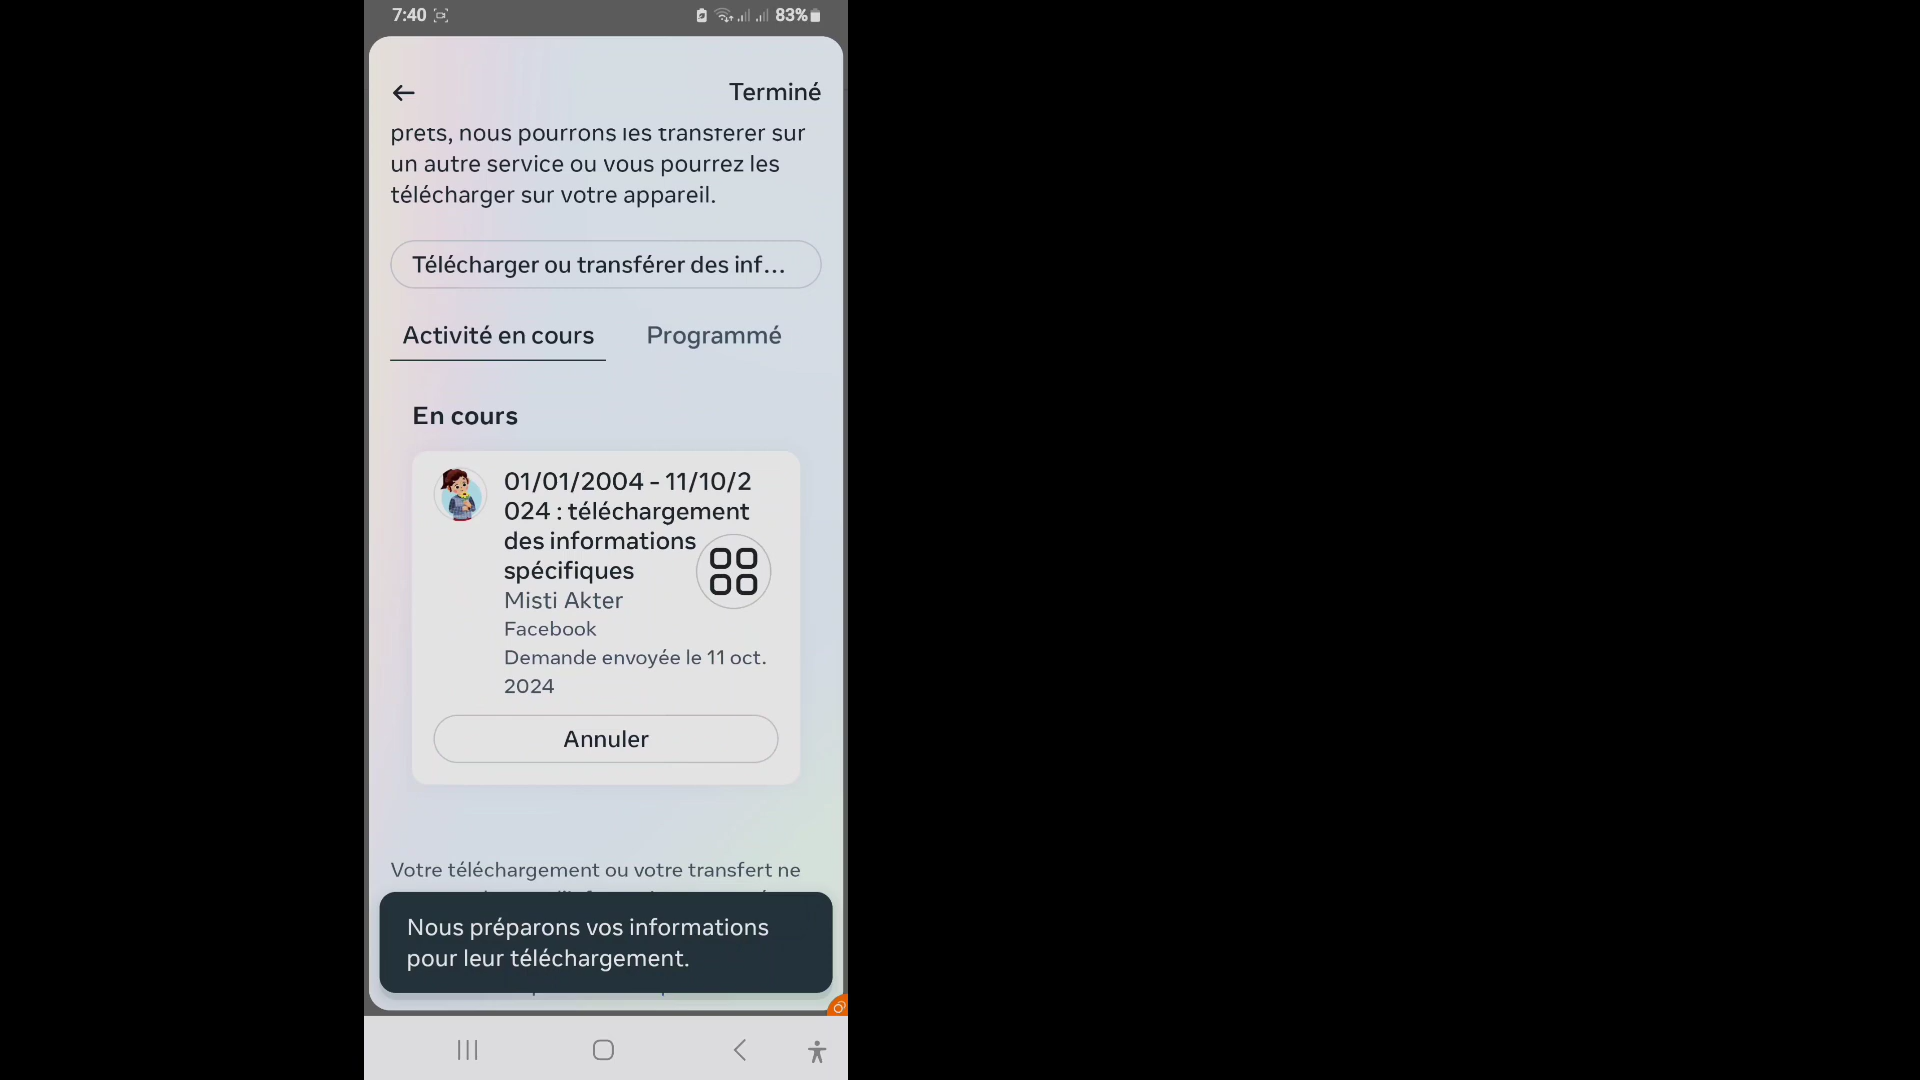 7:40
83%
Terminé
prêts, nous pourrons les transférer sur
un autre service ou vous pourrez les
télécharger sur votre appareil.
Télécharger ou transférer des inf...
Activité en cours
Programmé
En cours
01/01/2004 - 11/10/2
024 : téléchargement
des informations
spécifiques
Misti Akter
Facebook
Demande envoyée le 11 oct.
2024
Annuler
Votre téléchargement ou votre transfert ne
Nous préparons vos informations
pour leur téléchargement.